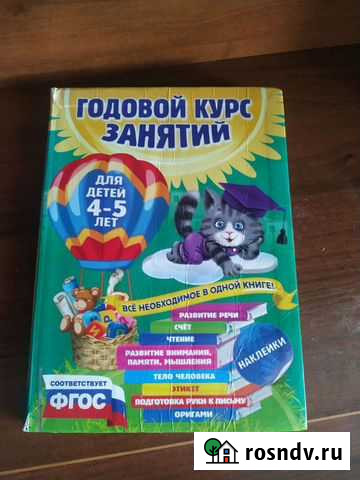 ГОДОВОЙ КУРС
ЗАНЯТИЙ
ДЛЯ
ДЕТЕЙ
4-5
ЛЕТ
ВСЁ НЕОБХОДИМОЕ В ОДНОЙ КНИГЕ!
РАЗВИТИЕ РЕЧИ
СЧЁТ
ЧТЕНИЕ
РАЗВИТИЕ ВНИМАНИЯ,
ПАМЯТИ, МЫШЛЕНИЯ
ТЕЛО ЧЕЛОВЕКА
ЭТИКЕТ
ПОДГОТОВКА РУКИ К ПИСЬМУ
ОРИГАМИ
НАКЛЕЙКИ
СООТВЕТСТВУЕТ
ФГОС
rosndv.ru